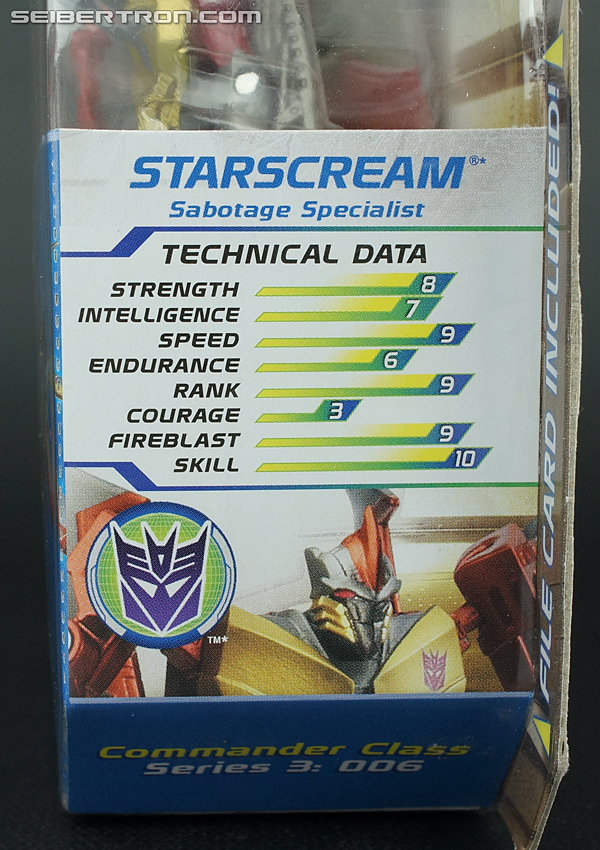 SEIBERTRON.COM
STARSCREAM®*
Sabotage Specialist
TECHNICAL DATA
STRENGTH 8
INTELLIGENCE 7
SPEED 9
ENDURANCE 6
RANK 9
COURAGE 3
FIREBLAST 9
SKILL 10
TM*
Commander Class
Series 3: 006
FILE CARD INCLUDED!